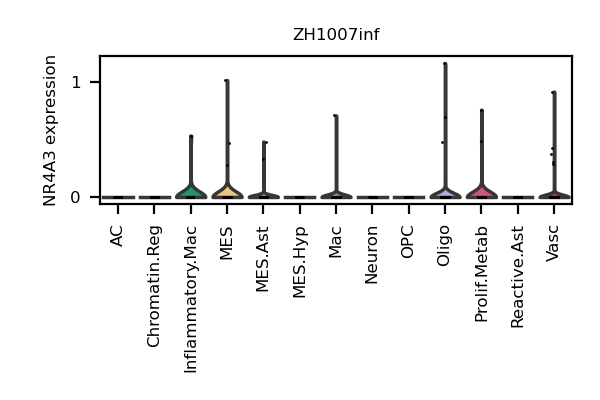 ZH1007inf
NR4A3 expression
1
0
AC
Chromatin.Reg
Inflammatory.Mac
MES
MES.Ast
MES.Hyp
Mac
Neuron
OPC
Oligo
Prolif.Metab
Reactive.Ast
Vasc